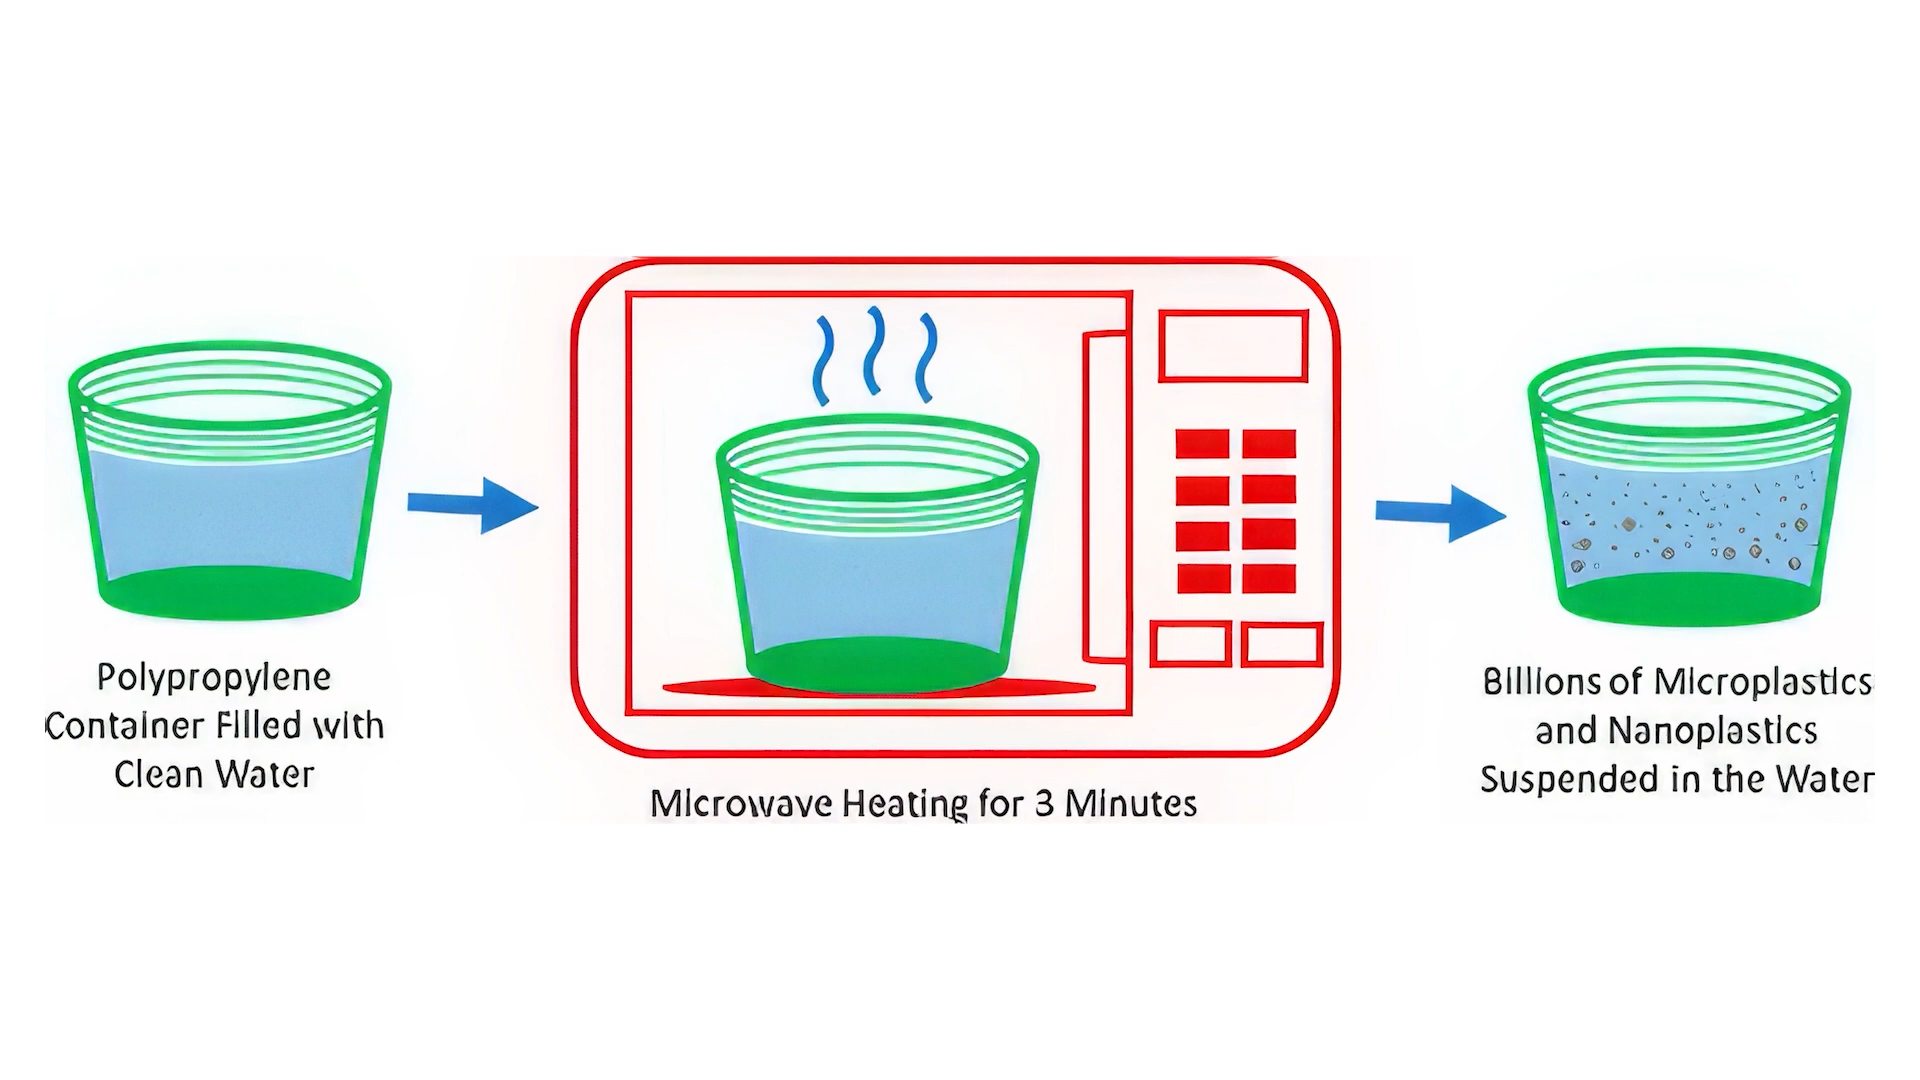 Polypropylene
Container Filled with
Clean Water
Microwave Heating for 3 Minutes
Billions of Microplastics
and Nanoplastics
Suspended in the Water